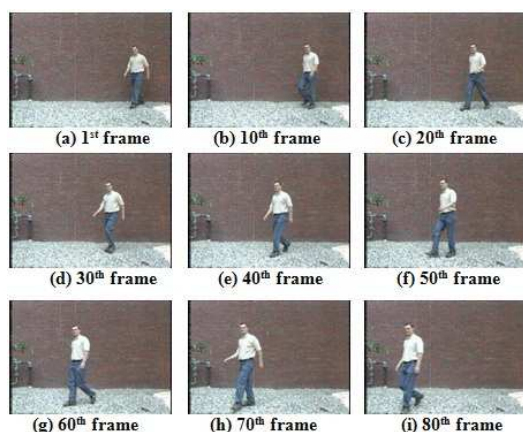 (a) 1st frame
(b) 10th frame
(c) 20th frame
(d) 30th frame
(e) 40th frame
(f) 50th frame
(g) 60th frame
(h) 70th frame
(i) 80th frame